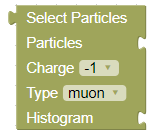 Select Particles
Particles
Charge -1
Type muon
Histogram